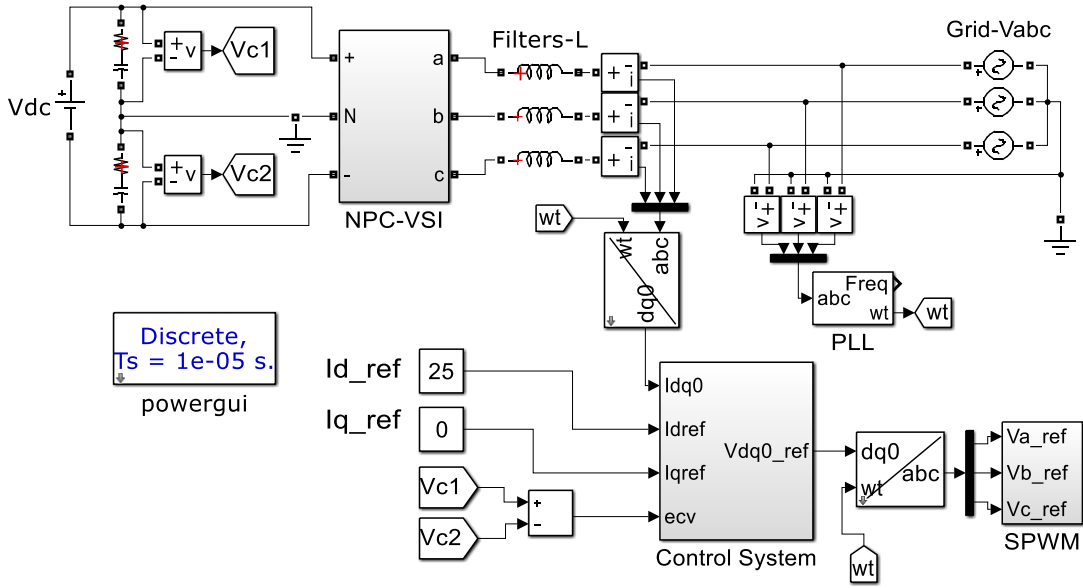 Vdc
+
+
-
v
Vc1
+
-
v
Vc2
+
N
-
a
b
c
NPC-VSI
Filters-L
+ -
i
+ -
i
+ -
i
Grid-Vabc
+
+
+
v + -
v + -
v + -
wt
wt
abc
dq0
abc
Freq
wt
PLL
wt
Discrete,
Ts = 1e-05 s.
powergui
Id_ref
25
Iq_ref
0
Vc1
Vc2
+
-
Idq0
Idref
Iqref
ecv
Vdq0_ref
Control System
dq0
wt
abc
wt
Va_ref
Vb_ref
Vc_ref
SPWM